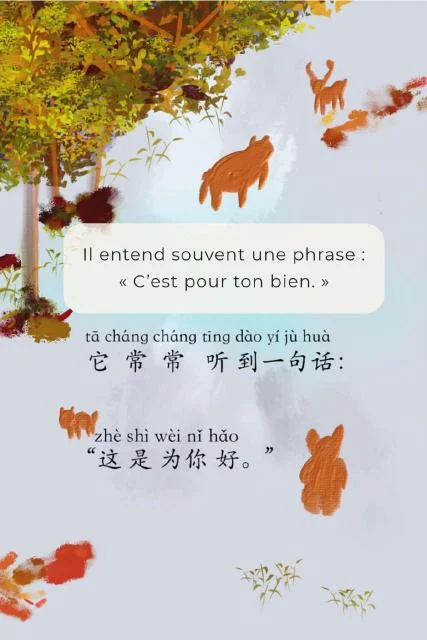 Il entend souvent une phrase :
« C’est pour ton bien. »
tā cháng cháng tīng dào yí jù huà
它常常听到一句话：
zhè shì wèi nǐ hǎo
“这是为你好。”